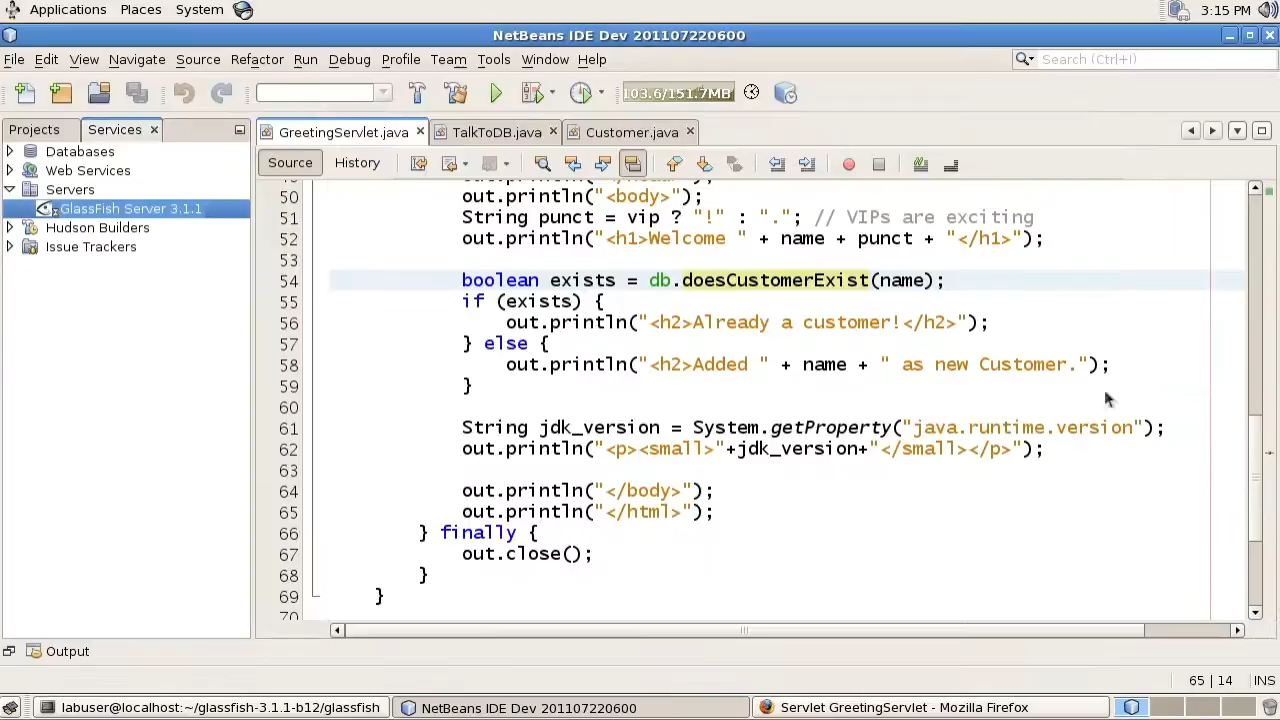 Applications Places System 3:15 PM
NetBeans IDE Dev 201107220600
File Edit View Navigate Source Refactor Run Debug Profile Team Tools Window Help Search (Ctrl+I)
103.6/151.7MB
Projects Services GreetingServlet.java TalkToDB.java Customer.java
Source History
Databases
Web Services
Servers
GlassFish Server 3.1.1
Hudson Builders
Issue Trackers
50 out.println("<body>");
51 String punct = vip ? "!" : "."; // VIPs are exciting
52 out.println("<h1>Welcome " + name + punct + "</h1>");
53
54 boolean exists = db.doesCustomerExist(name);
55 if (exists) {
56 out.println("<h2>Already a customer!</h2>");
57 } else {
58 out.println("<h2>Added " + name + " as new Customer.");
59 }
60
61 String jdk_version = System.getProperty("java.runtime.version");
62 out.println("<p><small>"+jdk_version+"</small></p>");
63
64 out.println("</body>");
65 out.println("</html>");
66 } finally {
67 out.close();
68 }
69 }
70
Output
65 | 14 INS
labuser@localhost:~/glassfish-3.1.1-b12/glassfish NetBeans IDE Dev 201107220600 Servlet GreetingServlet - Mozilla Firefox